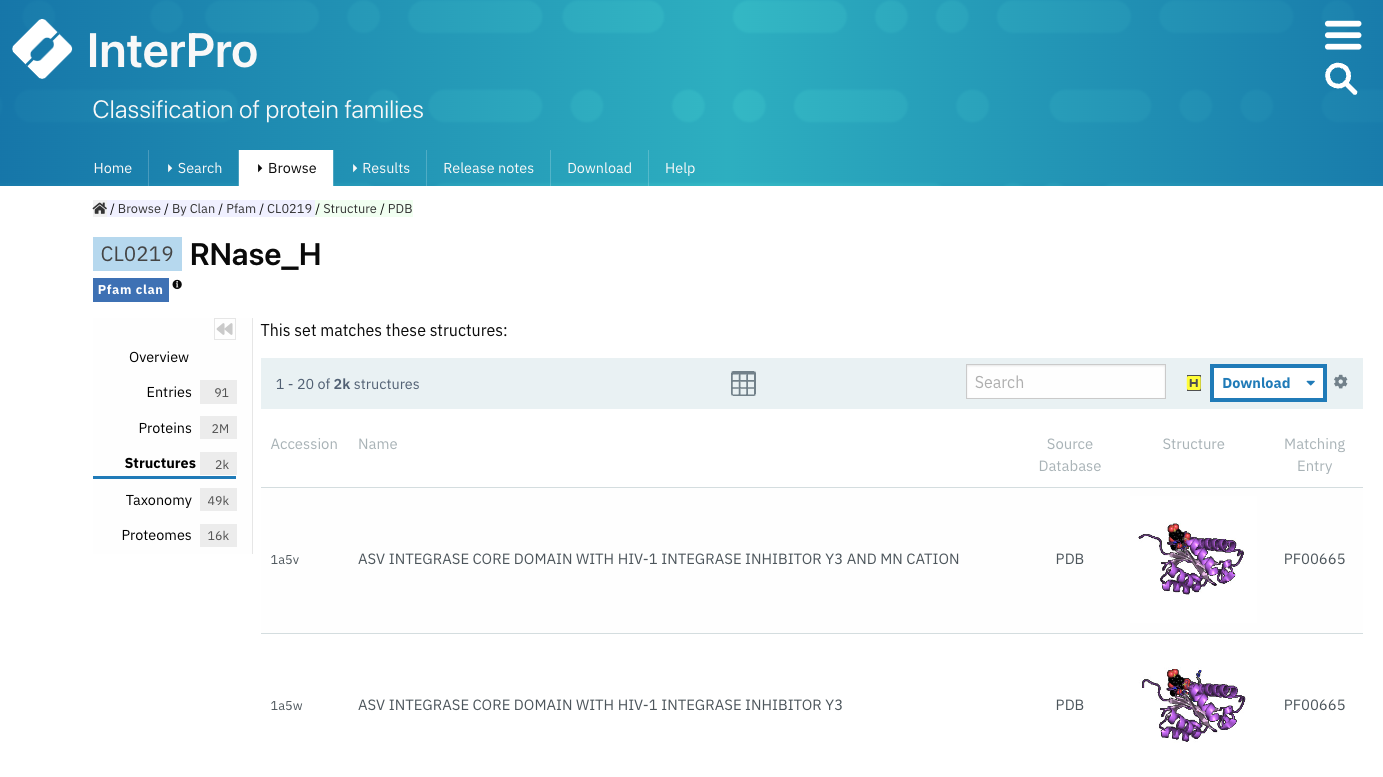 InterPro
Classification of protein families
Home Search Browse Results Release notes Download Help
/ Browse / By Clan / Pfam / CL0219 / Structure / PDB
CL0219 RNase_H
Pfam clan
This set matches these structures:
Overview
Entries 91
Proteins 2M
Structures 2k
Taxonomy 49k
Proteomes 16k
1 - 20 of 2k structures Search H Download
Accession Name Source Database Structure Matching Entry
1a5v ASV INTEGRASE CORE DOMAIN WITH HIV-1 INTEGRASE INHIBITOR Y3 AND MN CATION PDB PF00665
1a5w ASV INTEGRASE CORE DOMAIN WITH HIV-1 INTEGRASE INHIBITOR Y3 PDB PF00665